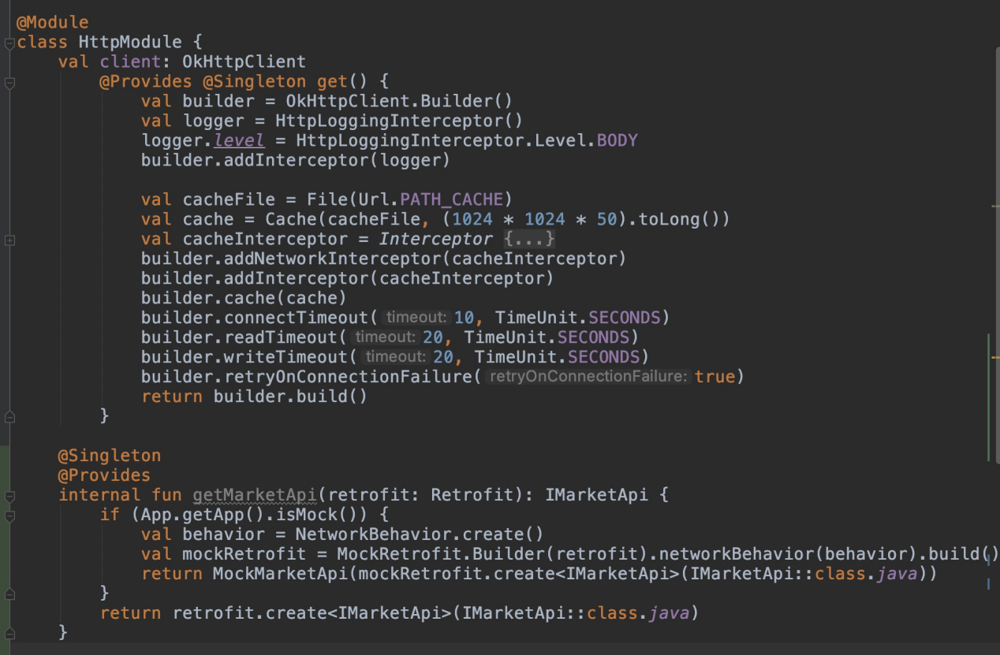 @Module
class HttpModule {
    val client: OkHttpClient
        @Provides @Singleton get() {
            val builder = OkHttpClient.Builder()
            val logger = HttpLoggingInterceptor()
            logger.level = HttpLoggingInterceptor.Level.BODY
            builder.addInterceptor(logger)

            val cacheFile = File(Url.PATH_CACHE)
            val cache = Cache(cacheFile, (1024 * 1024 * 50).toLong())
            val cacheInterceptor = Interceptor {...}
            builder.addNetworkInterceptor(cacheInterceptor)
            builder.addInterceptor(cacheInterceptor)
            builder.cache(cache)
            builder.connectTimeout( timeout: 10, TimeUnit.SECONDS)
            builder.readTimeout( timeout: 20, TimeUnit.SECONDS)
            builder.writeTimeout( timeout: 20, TimeUnit.SECONDS)
            builder.retryOnConnectionFailure( retryOnConnectionFailure: true)
            return builder.build()
        }

    @Singleton
    @Provides
    internal fun getMarketApi(retrofit: Retrofit): IMarketApi {
        if (App.getApp().isMock()) {
            val behavior = NetworkBehavior.create()
            val mockRetrofit = MockRetrofit.Builder(retrofit).networkBehavior(behavior).build()
            return MockMarketApi(mockRetrofit.create<IMarketApi>(IMarketApi::class.java))
        }
        return retrofit.create<IMarketApi>(IMarketApi::class.java)
    }